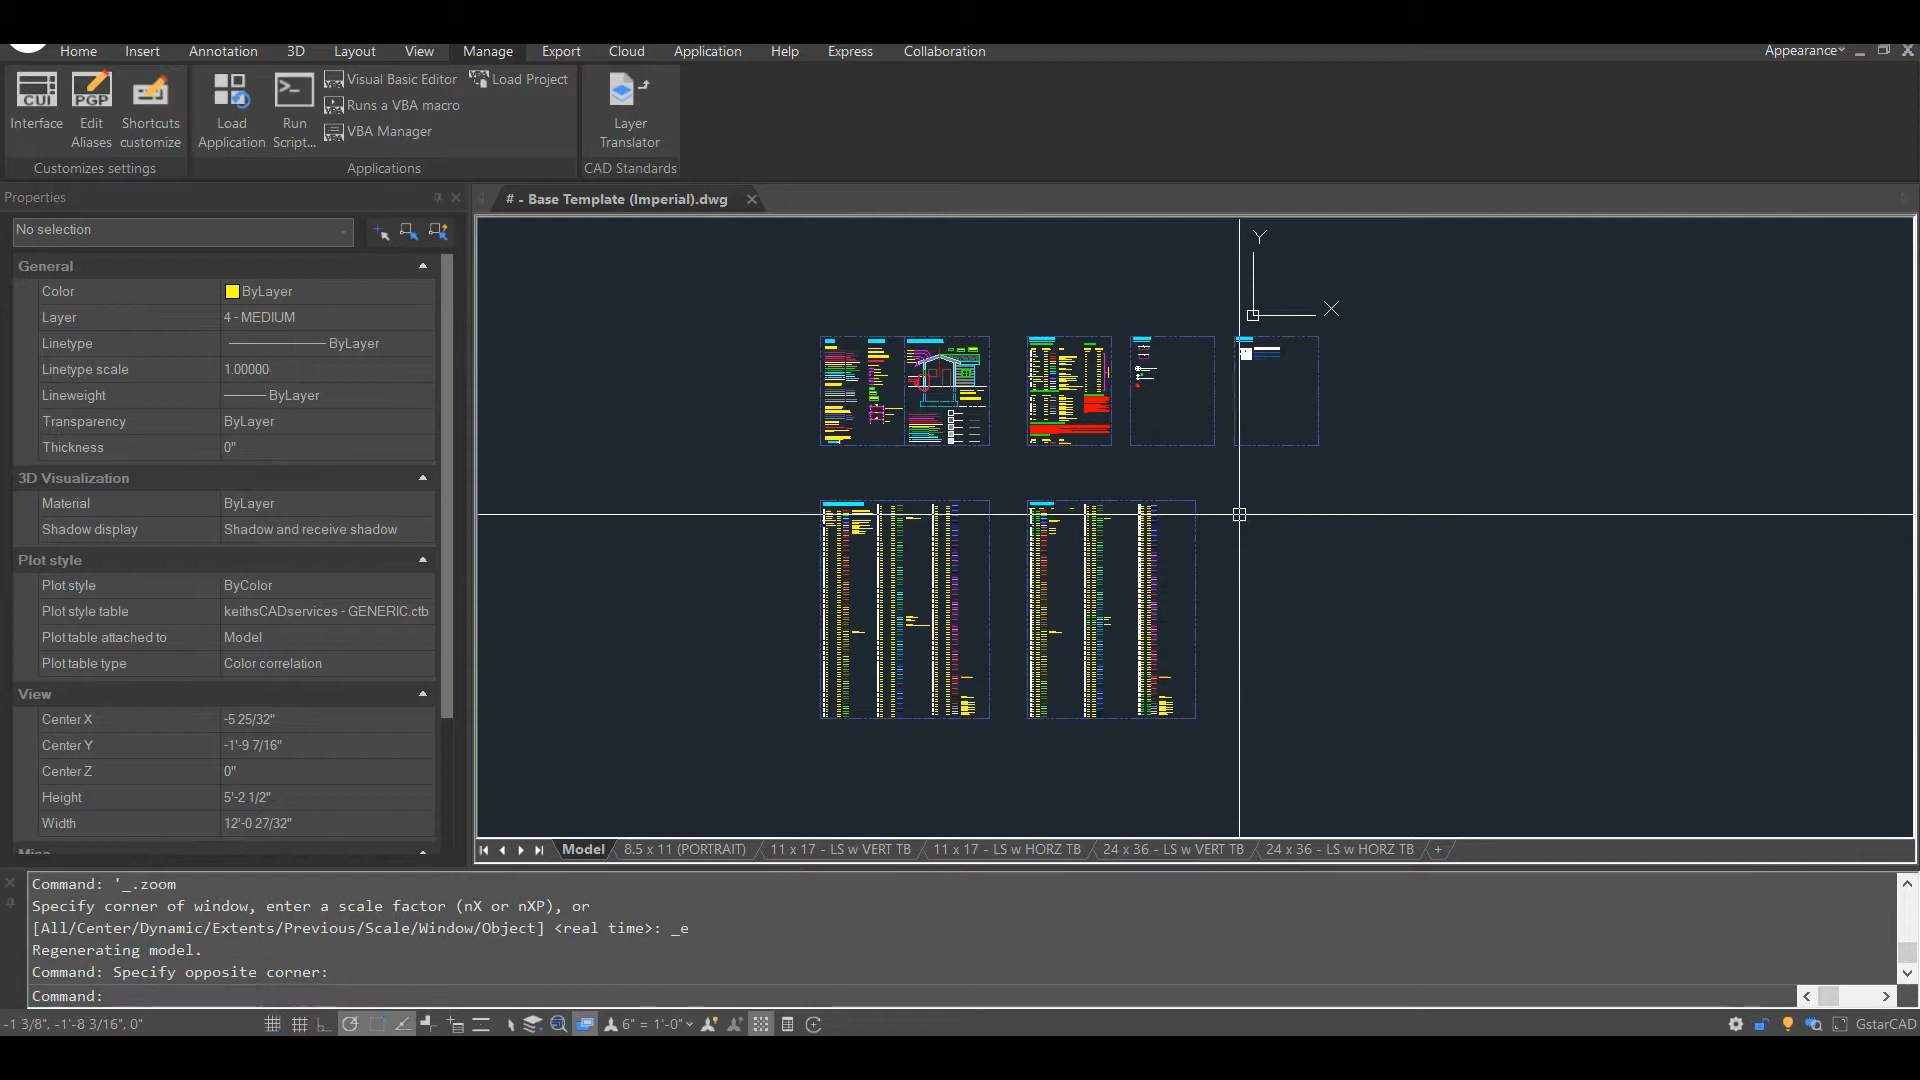 Home Insert Annotation 3D Layout View Manage Export Cloud Application Help Express Collaboration Appearance
CUI PGP
Interface Edit Aliases Shortcuts customize
Load Application Run Script...
Visual Basic Editor Load Project
Runs a VBA macro
VBA Manager
Layer Translator
Customizes settings Applications CAD Standards
Properties
# - Base Template (Imperial).dwg
No selection
General
Color ByLayer
Layer 4 - MEDIUM
Linetype ByLayer
Linetype scale 1.00000
Lineweight ByLayer
Transparency ByLayer
Thickness 0"
3D Visualization
Material ByLayer
Shadow display Shadow and receive shadow
Plot style
Plot style ByColor
Plot style table keithsCADservices - GENERIC.ctb
Plot table attached to Model
Plot table type Color correlation
View
Center X -5 25/32"
Center Y -1'-9 7/16"
Center Z 0"
Height 5'-2 1/2"
Width 12'-0 27/32"
Misc
Y
X
Model 8.5 x 11 (PORTRAIT) 11 x 17 - LS w VERT TB 11 x 17 - LS w HORZ TB 24 x 36 - LS w VERT TB 24 x 36 - LS w HORZ TB +
Command: '_.zoom
Specify corner of window, enter a scale factor (nX or nXP), or
[All/Center/Dynamic/Extents/Previous/Scale/Window/Object] <real time>: _e
Regenerating model.
Command: Specify opposite corner:
Command:
-1 3/8", -1'-8 3/16", 0" 6" = 1'-0" GstarCAD